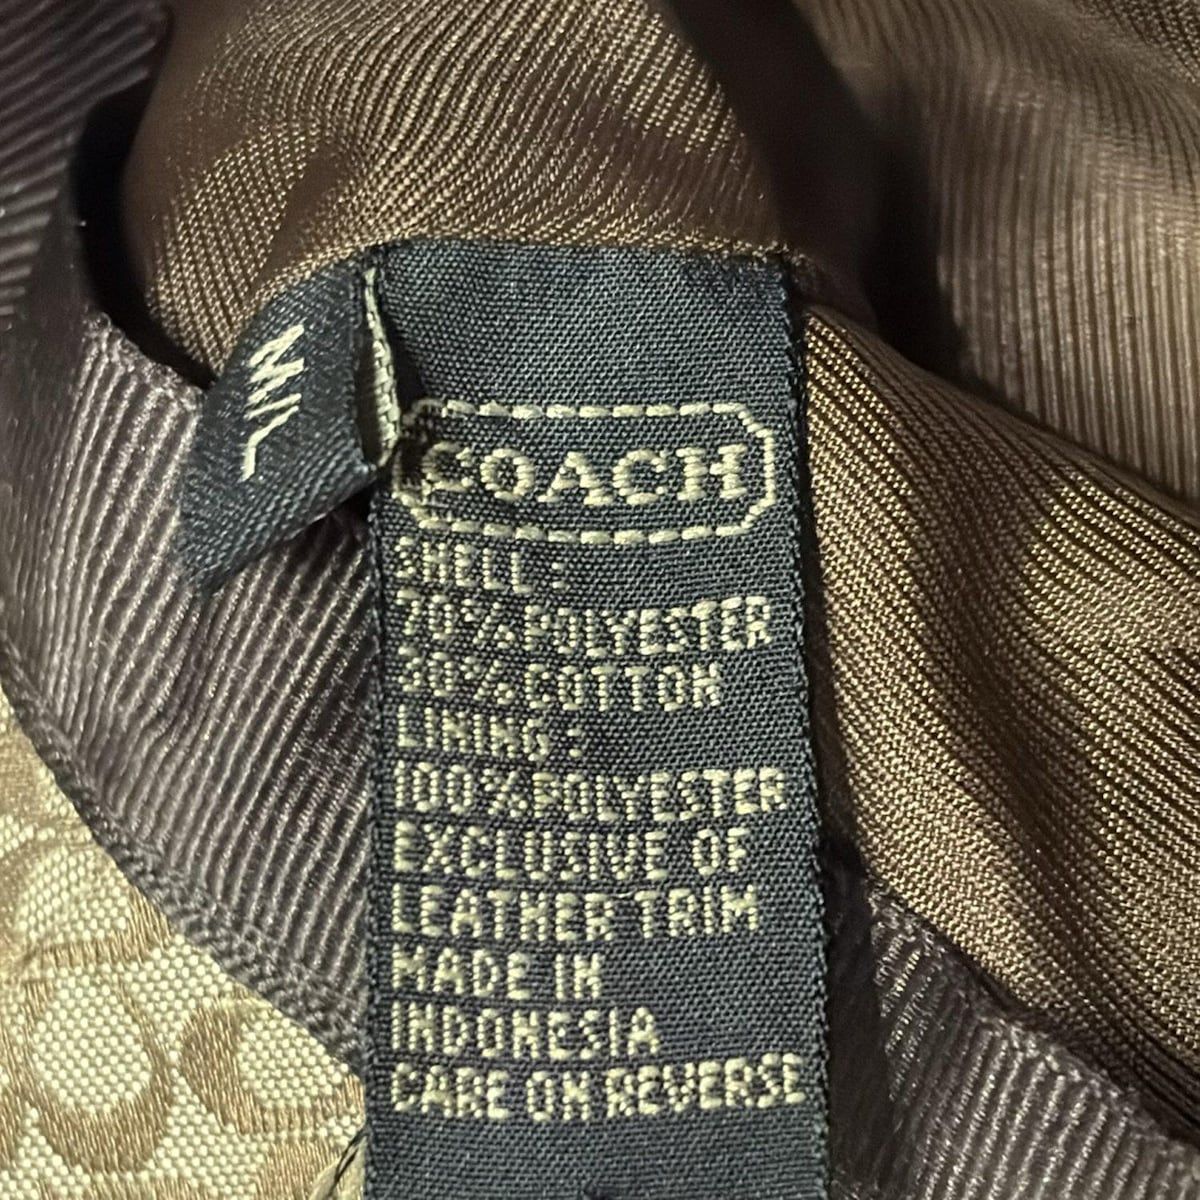 M/L
COACH
SHELL:
70% POLYESTER
30% COTTON
LINING:
100% POLYESTER
EXCLUSIVE OF
LEATHER TRIM
MADE IN
INDONESIA
CARE ON REVERSE